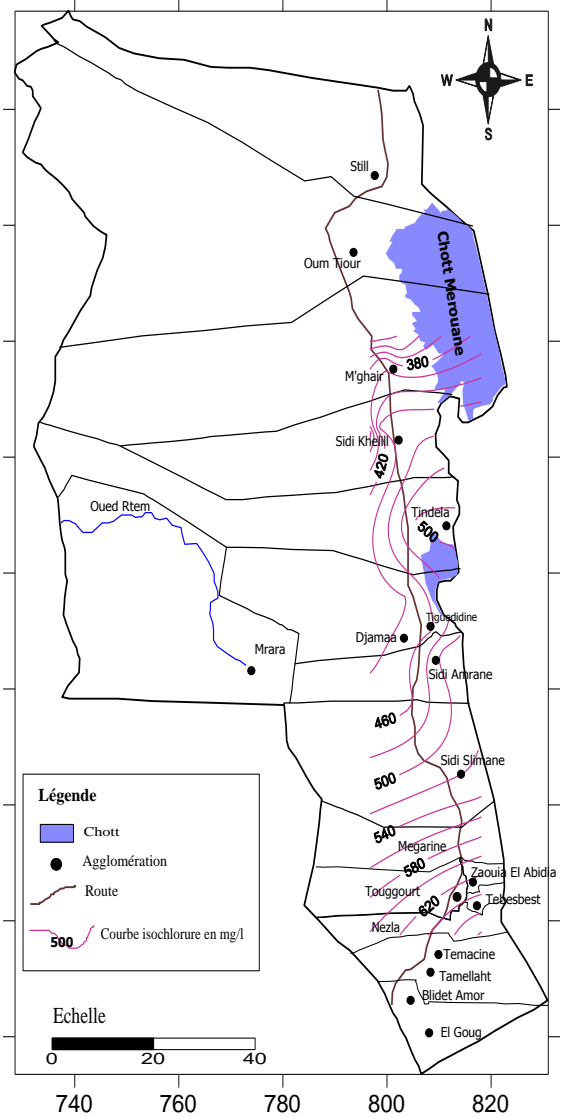 N
W
E
S
Still
Oum Tiour
Chott Merouane
380
M'ghair
Sidi Khelill
420
Oued Rtem
Tindela
500
Tiguedidine
Djamaa
Mrara
Sidi Amrane
460
Sidi Slimane
500
540
Megarine
580
Zaouia El Abidia
Touggourt
Tebesbest
620
Nezla
Temacine
Tamellaht
Blidet Amor
El Goug
Légende
Chott
Agglomération
Route
500 Courbe isochlorure en mg/l
Echelle
0 20 40
740 760 780 800 820